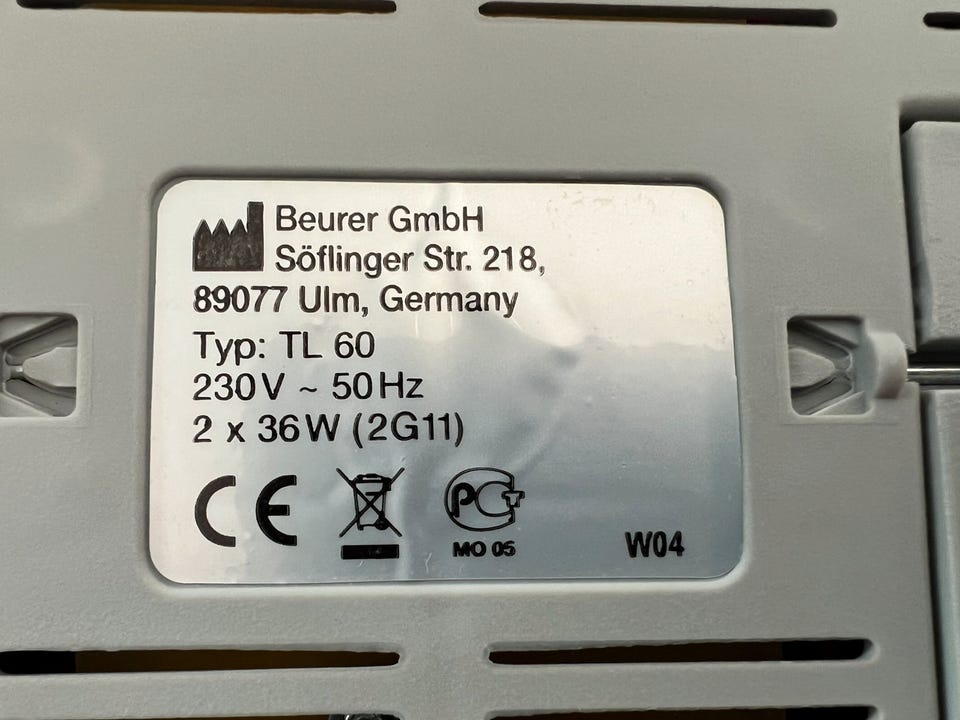 Beurer GmbH
Söflinger Str. 218,
89077 Ulm, Germany
Typ: TL 60
230V ~ 50Hz
2 x 36W (2G11)
CE
РСТ
MO 05
W04